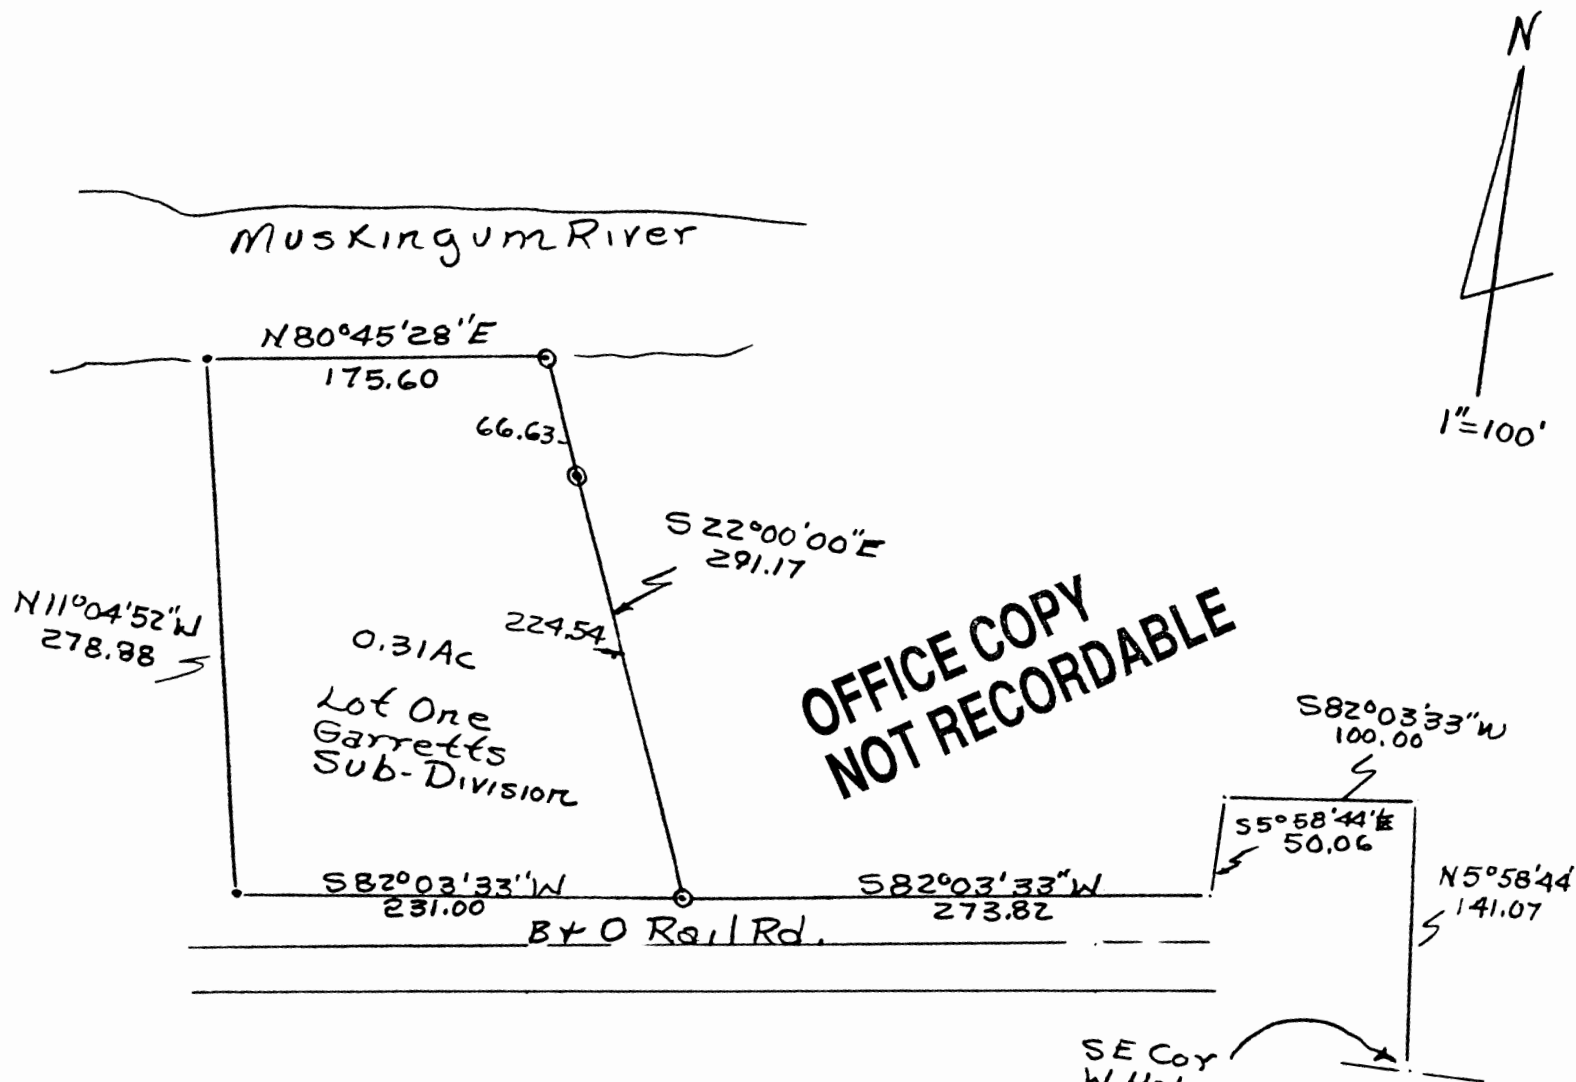 N
1"=100'
Muskingum River
N80°45'28"E
175.60
66.63
S22°00'00"E
291.17
224.54
N11°04'52"W
278.88
0.31Ac
Lot One
Garretts
Sub-Division
OFFICE COPY
NOT RECORDABLE
S82°03'33"W
100.00
S5°58'44"E
50.06
N5°58'44
141.07
S82°03'33"W
231.00
S82°03'33"W
273.82
B+O Rail Rd.
SE Cor